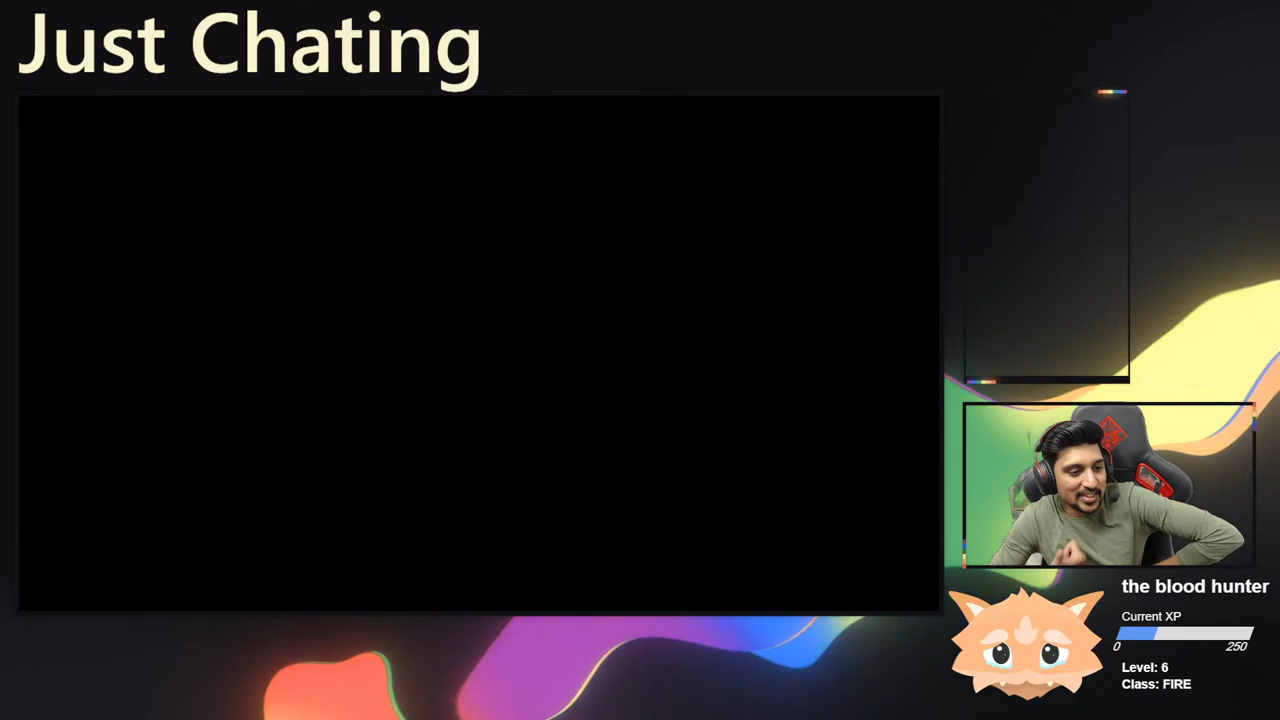 Just Chating
the blood hunter
Current XP
0 250
Level: 6
Class: FIRE